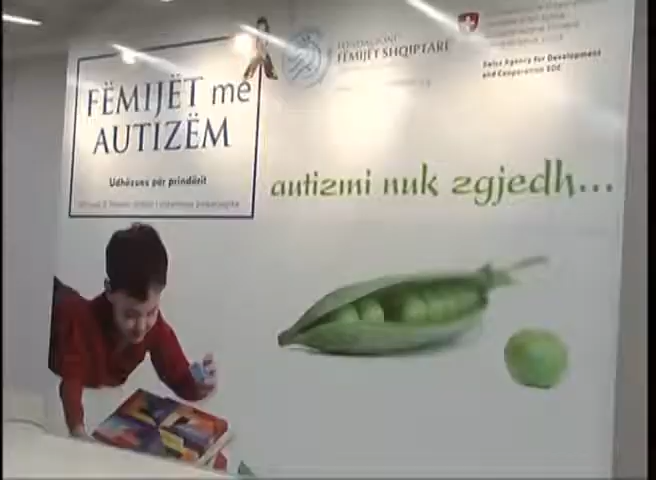 FËMIJËT me
AUTIZËM
Udhëzues për prindërit
FONDACIONI
FËMIJËT SHQIPTARË
Swiss Agency for Development
and Cooperation SDC
autizmi nuk zgjedh...